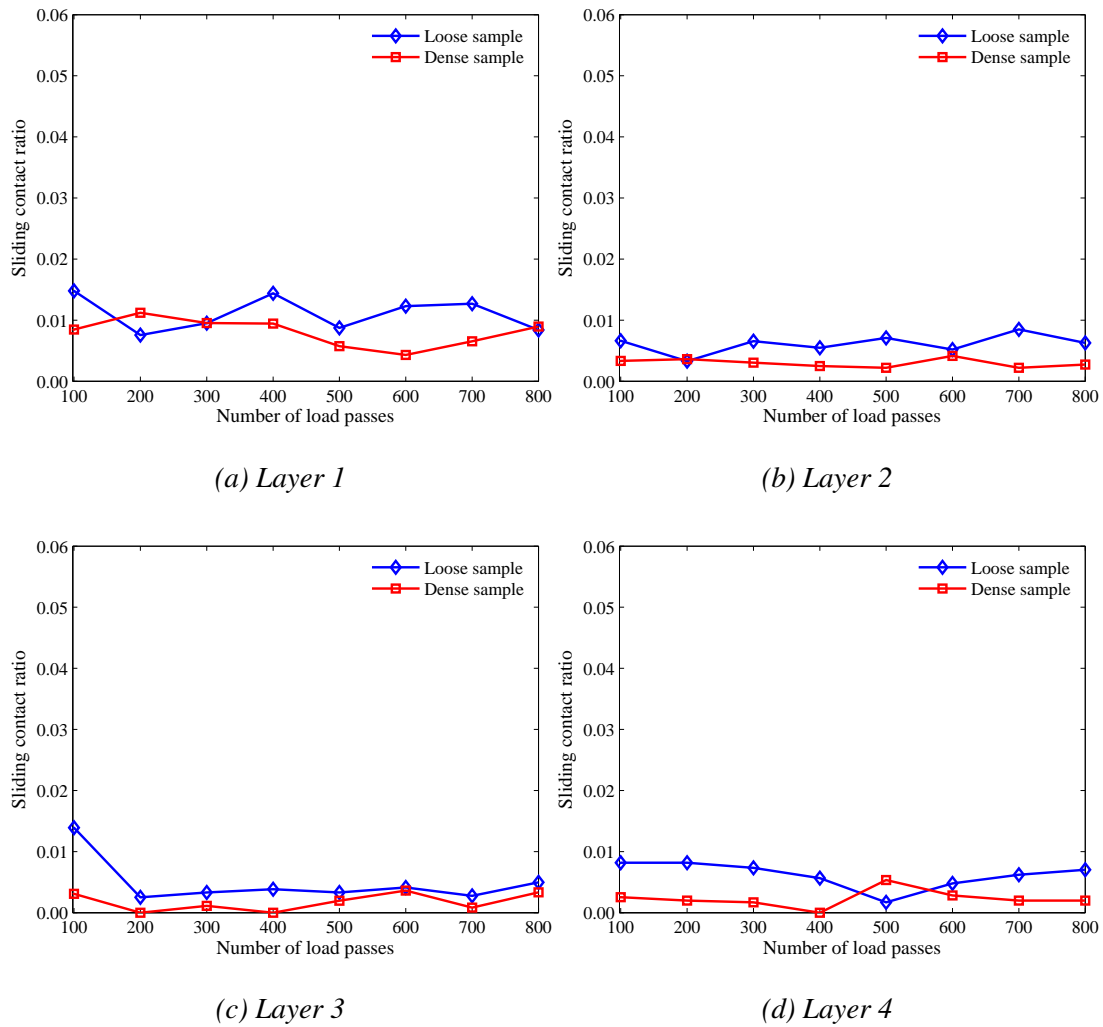 0.06
0.05
0.04
0.03
0.02
0.01
0.00
Sliding contact ratio
Loose sample
Dense sample
100 200 300 400 500 600 700 800
Number of load passes
(a) Layer 1
0.06
0.05
0.04
0.03
0.02
0.01
0.00
Sliding contact ratio
Loose sample
Dense sample
100 200 300 400 500 600 700 800
Number of load passes
(b) Layer 2
0.06
0.05
0.04
0.03
0.02
0.01
0.00
Sliding contact ratio
Loose sample
Dense sample
100 200 300 400 500 600 700 800
Number of load passes
(c) Layer 3
0.06
0.05
0.04
0.03
0.02
0.01
0.00
Sliding contact ratio
Loose sample
Dense sample
100 200 300 400 500 600 700 800
Number of load passes
(d) Layer 4